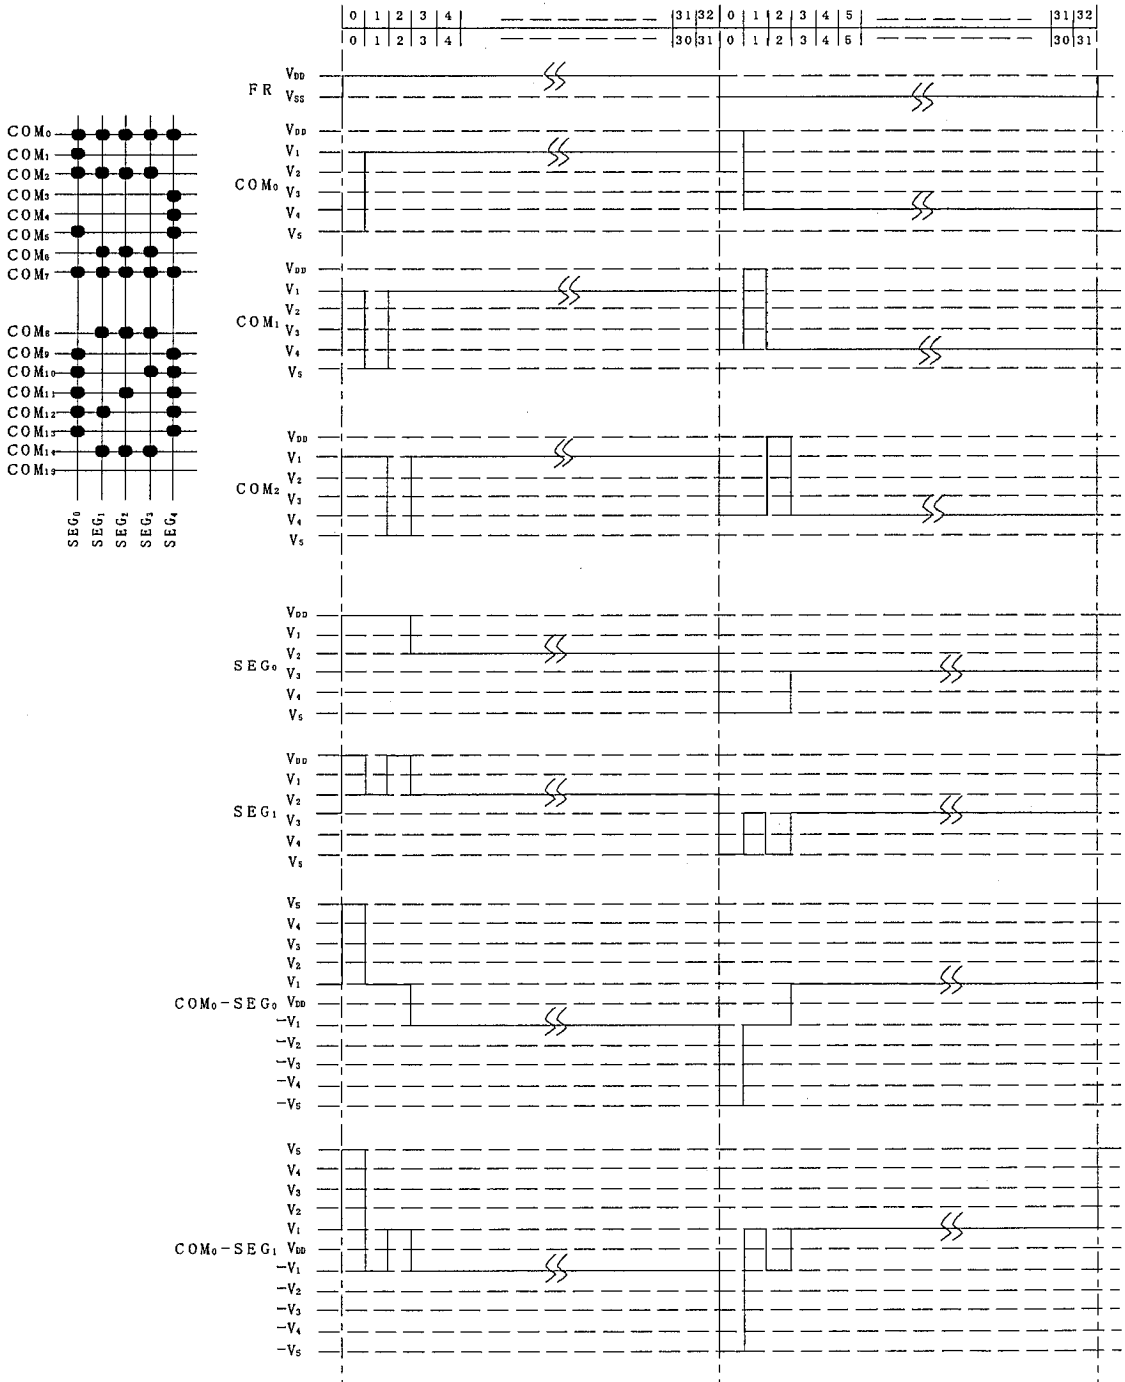 0 1 2 3 4 31 32 0 1 2 3 4 5 31 32
0 1 2 3 4 30 31 0 1 2 3 4 5 30 31
FR
VDD
VSS
COM0
COM1
COM2
COM3
COM4
COM5
COM6
COM7
COM8
COM9
COM10
COM11
COM12
COM13
COM14
COM15
SEG0
SEG1
SEG2
SEG3
SEG4
COM0
VDD
V1
V2
V3
V4
V5
COM1
VDD
V1
V2
V3
V4
V5
COM2
VDD
V1
V2
V3
V4
V5
SEG0
VDD
V1
V2
V3
V4
V5
SEG1
VDD
V1
V2
V3
V4
V5
COM0-SEG0
V5
V4
V3
V2
V1
VDD
-V1
-V2
-V3
-V4
-V5
COM0-SEG1
V5
V4
V3
V2
V1
VDD
-V1
-V2
-V3
-V4
-V5